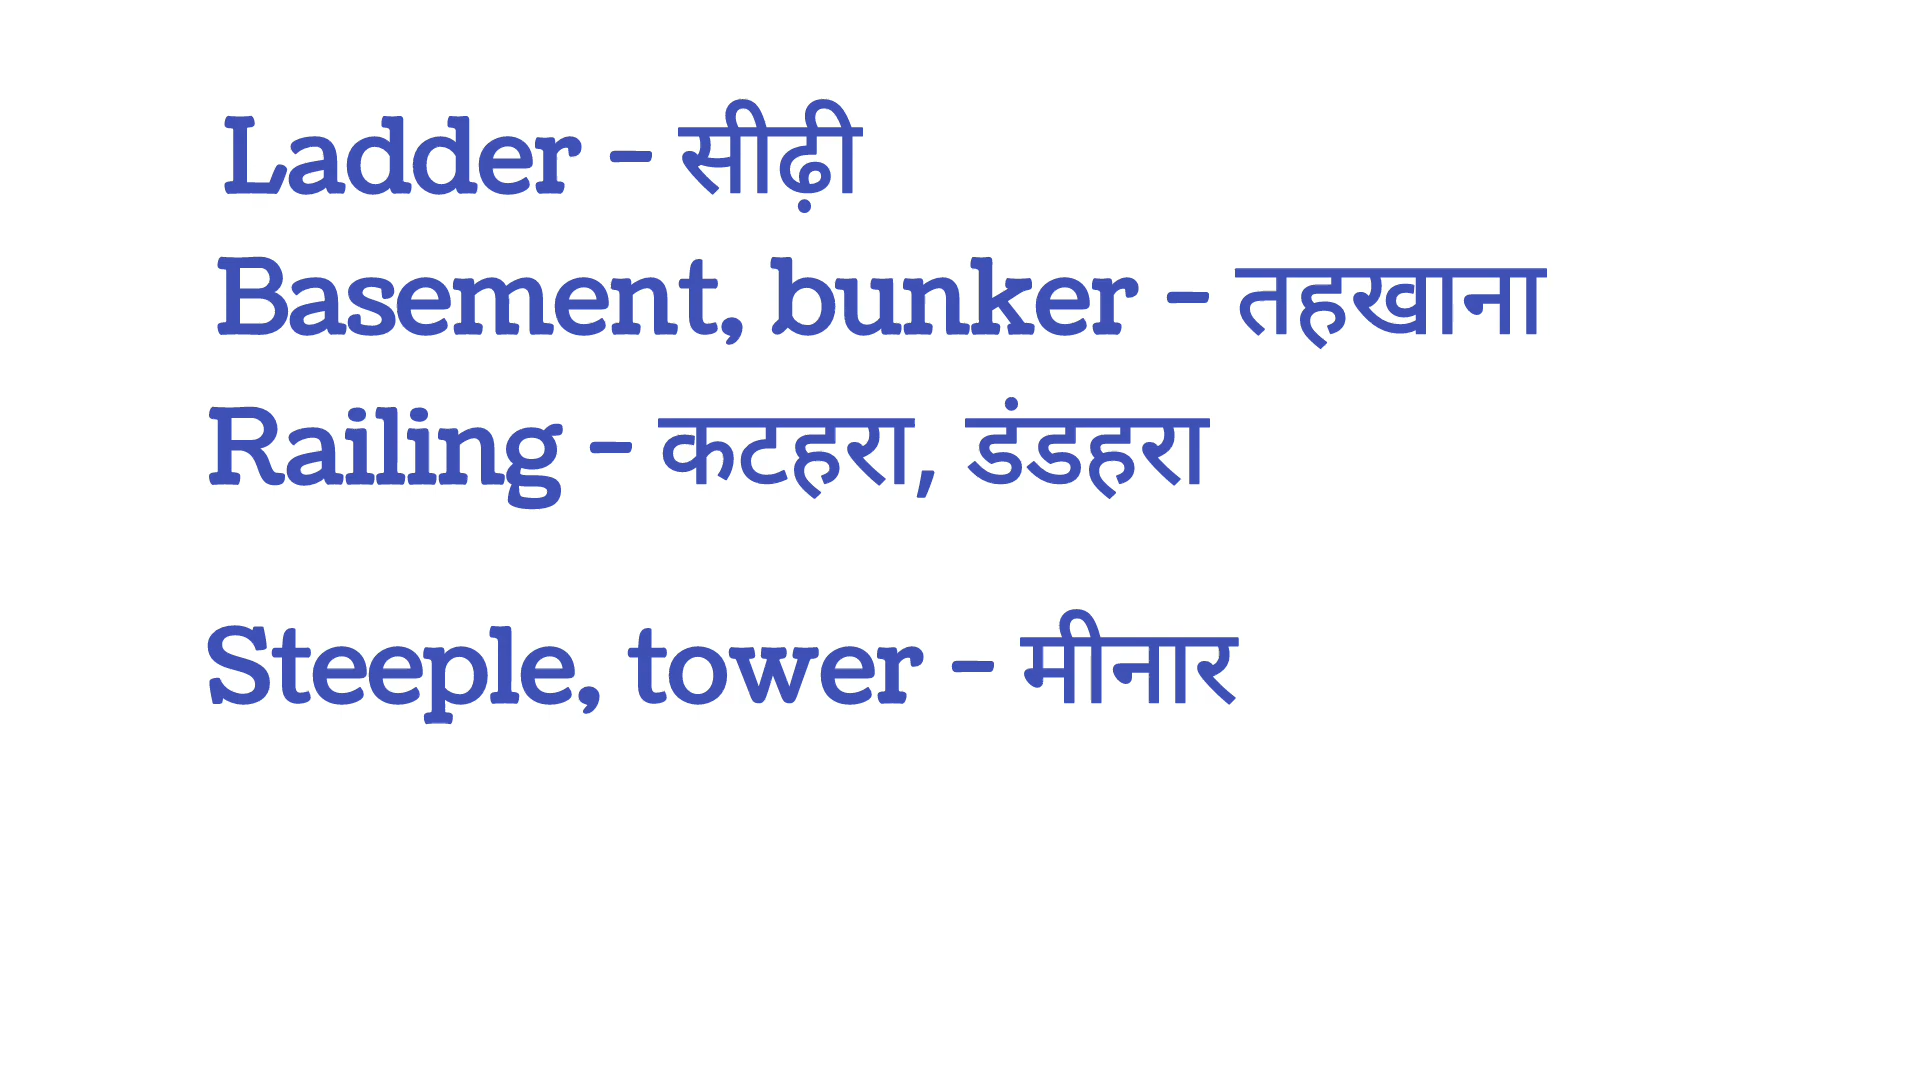 Ladder - सीढ़ी
Basement, bunker - तहखाना
Railing - कटहरा, डंडहरा
Steeple, tower - मीनार